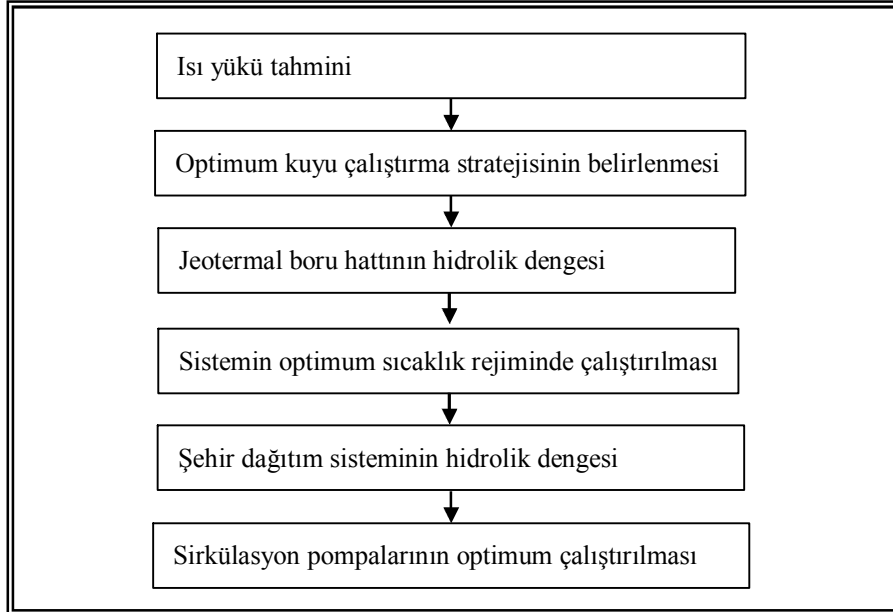 Isı yükü tahmini
Optimum kuyu çalıştırma stratejisinin belirlenmesi
Jeotermal boru hattının hidrolik dengesi
Sistemin optimum sıcaklık rejiminde çalıştırılması
Şehir dağıtım sisteminin hidrolik dengesi
Sirkülasyon pompalarının optimum çalıştırılması